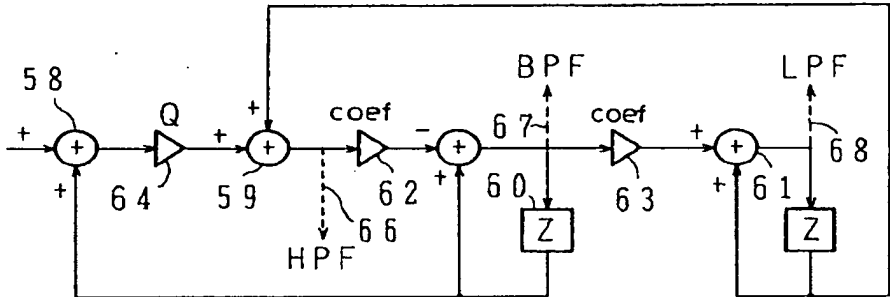 58
+
+
+
Q
64
+
+
+
59
66
HPF
coef
62
−
+
+
BPF
67
60
Z
coef
63
+
+
+
61
LPF
68
Z